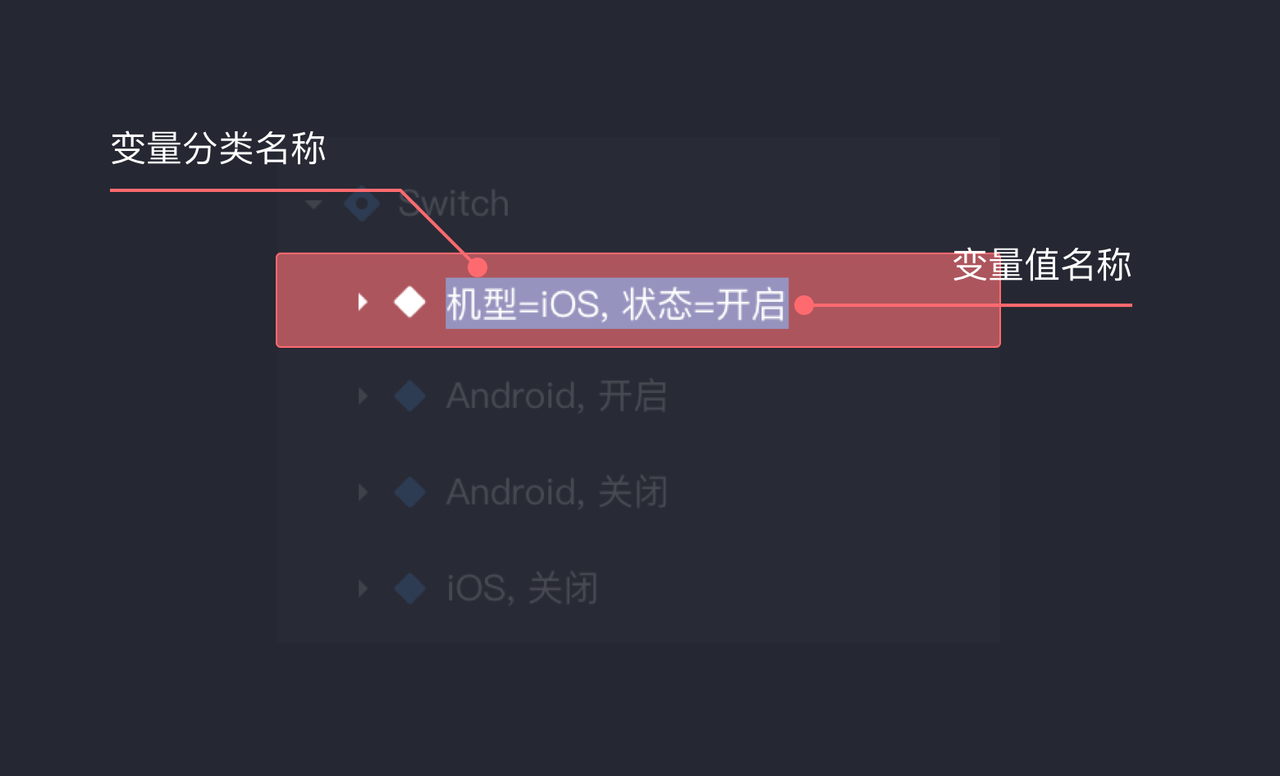 变量分类名称
Switch
变量值名称
机型=iOS, 状态=开启
Android, 开启
Android, 关闭
iOS, 关闭